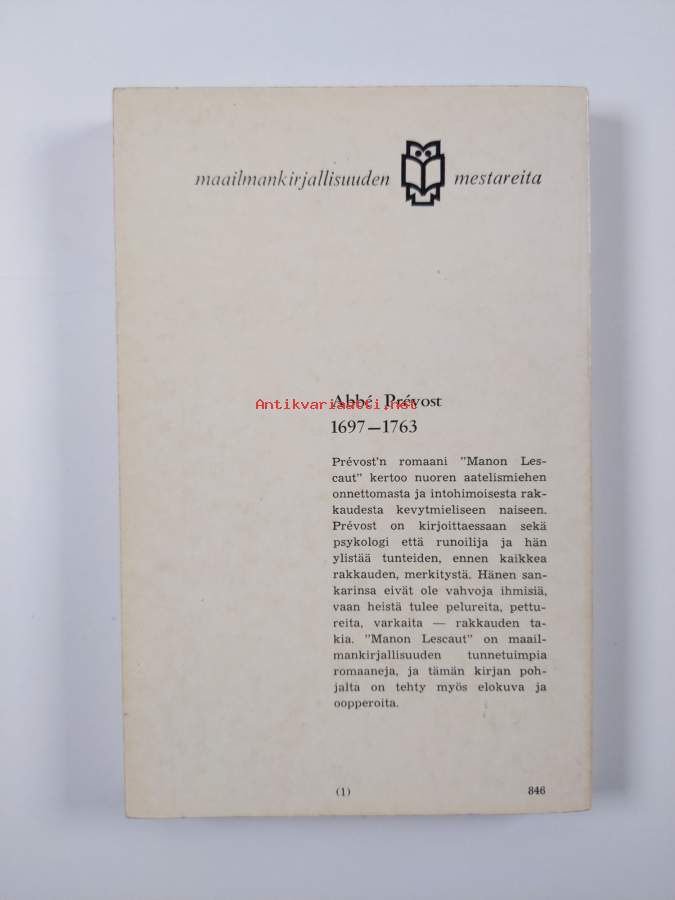 maailmankirjallisuuden mestareita
Abbé Prévost
Antikvariaatti.net
1697—1763
Prévost'n romaani "Manon Les-
caut" kertoo nuoren aatelismiehen
onnettomasta ja intohimoisesta rak-
kaudesta kevytmieliseen naiseen.
Prévost on kirjoittaessaan sekä
psykologi että runoilija ja hän
ylistää tunteiden, ennen kaikkea
rakkauden, merkitystä. Hänen san-
karinsa eivät ole vahvoja ihmisiä,
vaan heistä tulee pelureita, pettu-
reita, varkaita — rakkauden ta-
kia. "Manon Lescaut" on maail-
mankirjallisuuden tunnetuimpia
romaaneja, ja tämän kirjan poh-
jalta on tehty myös elokuva ja
oopperoita.
(1) 846